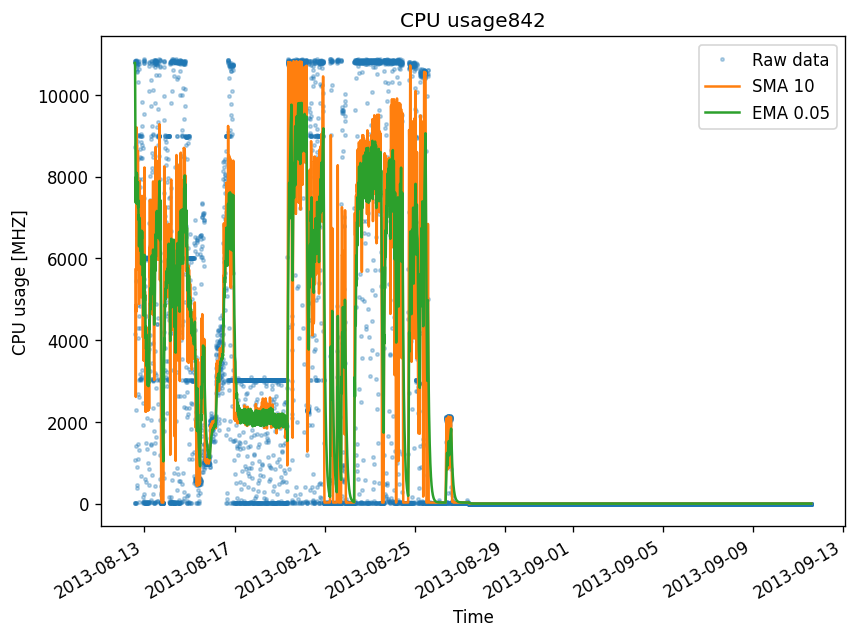 CPU usage842
Raw data
SMA 10
EMA 0.05
CPU usage [MHZ]
10000
8000
6000
4000
2000
0
2013-08-13
2013-08-17
2013-08-21
2013-08-25
2013-08-29
2013-09-01
2013-09-05
2013-09-09
2013-09-13
Time